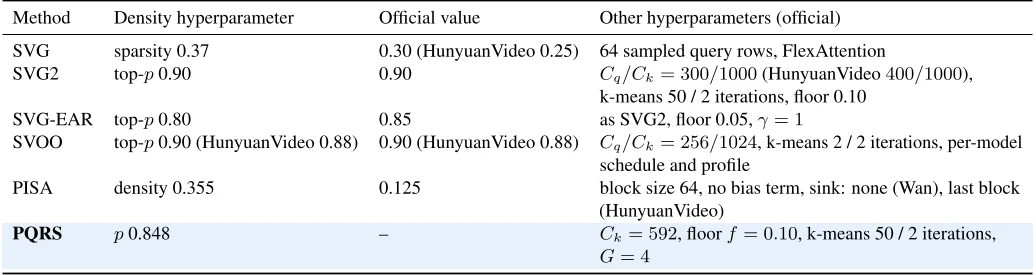 Method Density hyperparameter Official value Other hyperparameters (official)
SVG sparsity 0.37 0.30 (HunyuanVideo 0.25) 64 sampled query rows, FlexAttention
SVG2 top-p 0.90 0.90 C_q/C_k = 300/1000 (HunyuanVideo 400/1000),
k-means 50 / 2 iterations, floor 0.10
SVG-EAR top-p 0.80 0.85 as SVG2, floor 0.05, γ = 1
SVOO top-p 0.90 (HunyuanVideo 0.88) 0.90 (HunyuanVideo 0.88) C_q/C_k = 256/1024, k-means 2 / 2 iterations, per-model
schedule and profile
PISA density 0.355 0.125 block size 64, no bias term, sink: none (Wan), last block
(HunyuanVideo)
PQRS p 0.848 – C_k = 592, floor f = 0.10, k-means 50 / 2 iterations,
G = 4